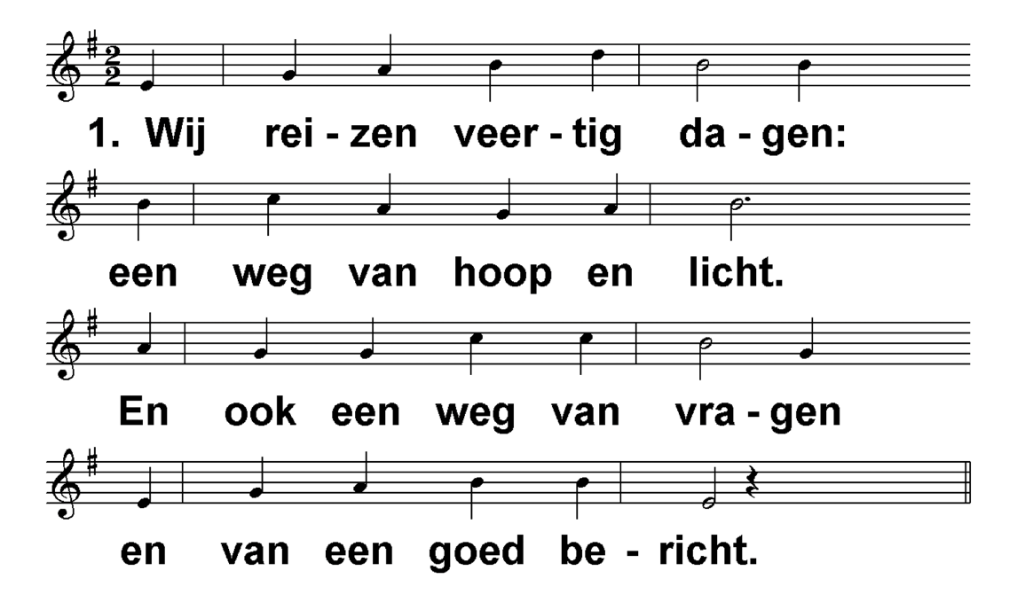 1. Wij rei - zen veer - tig da - gen:
een weg van hoop en licht.
En ook een weg van vra - gen
en van een goed be - richt.